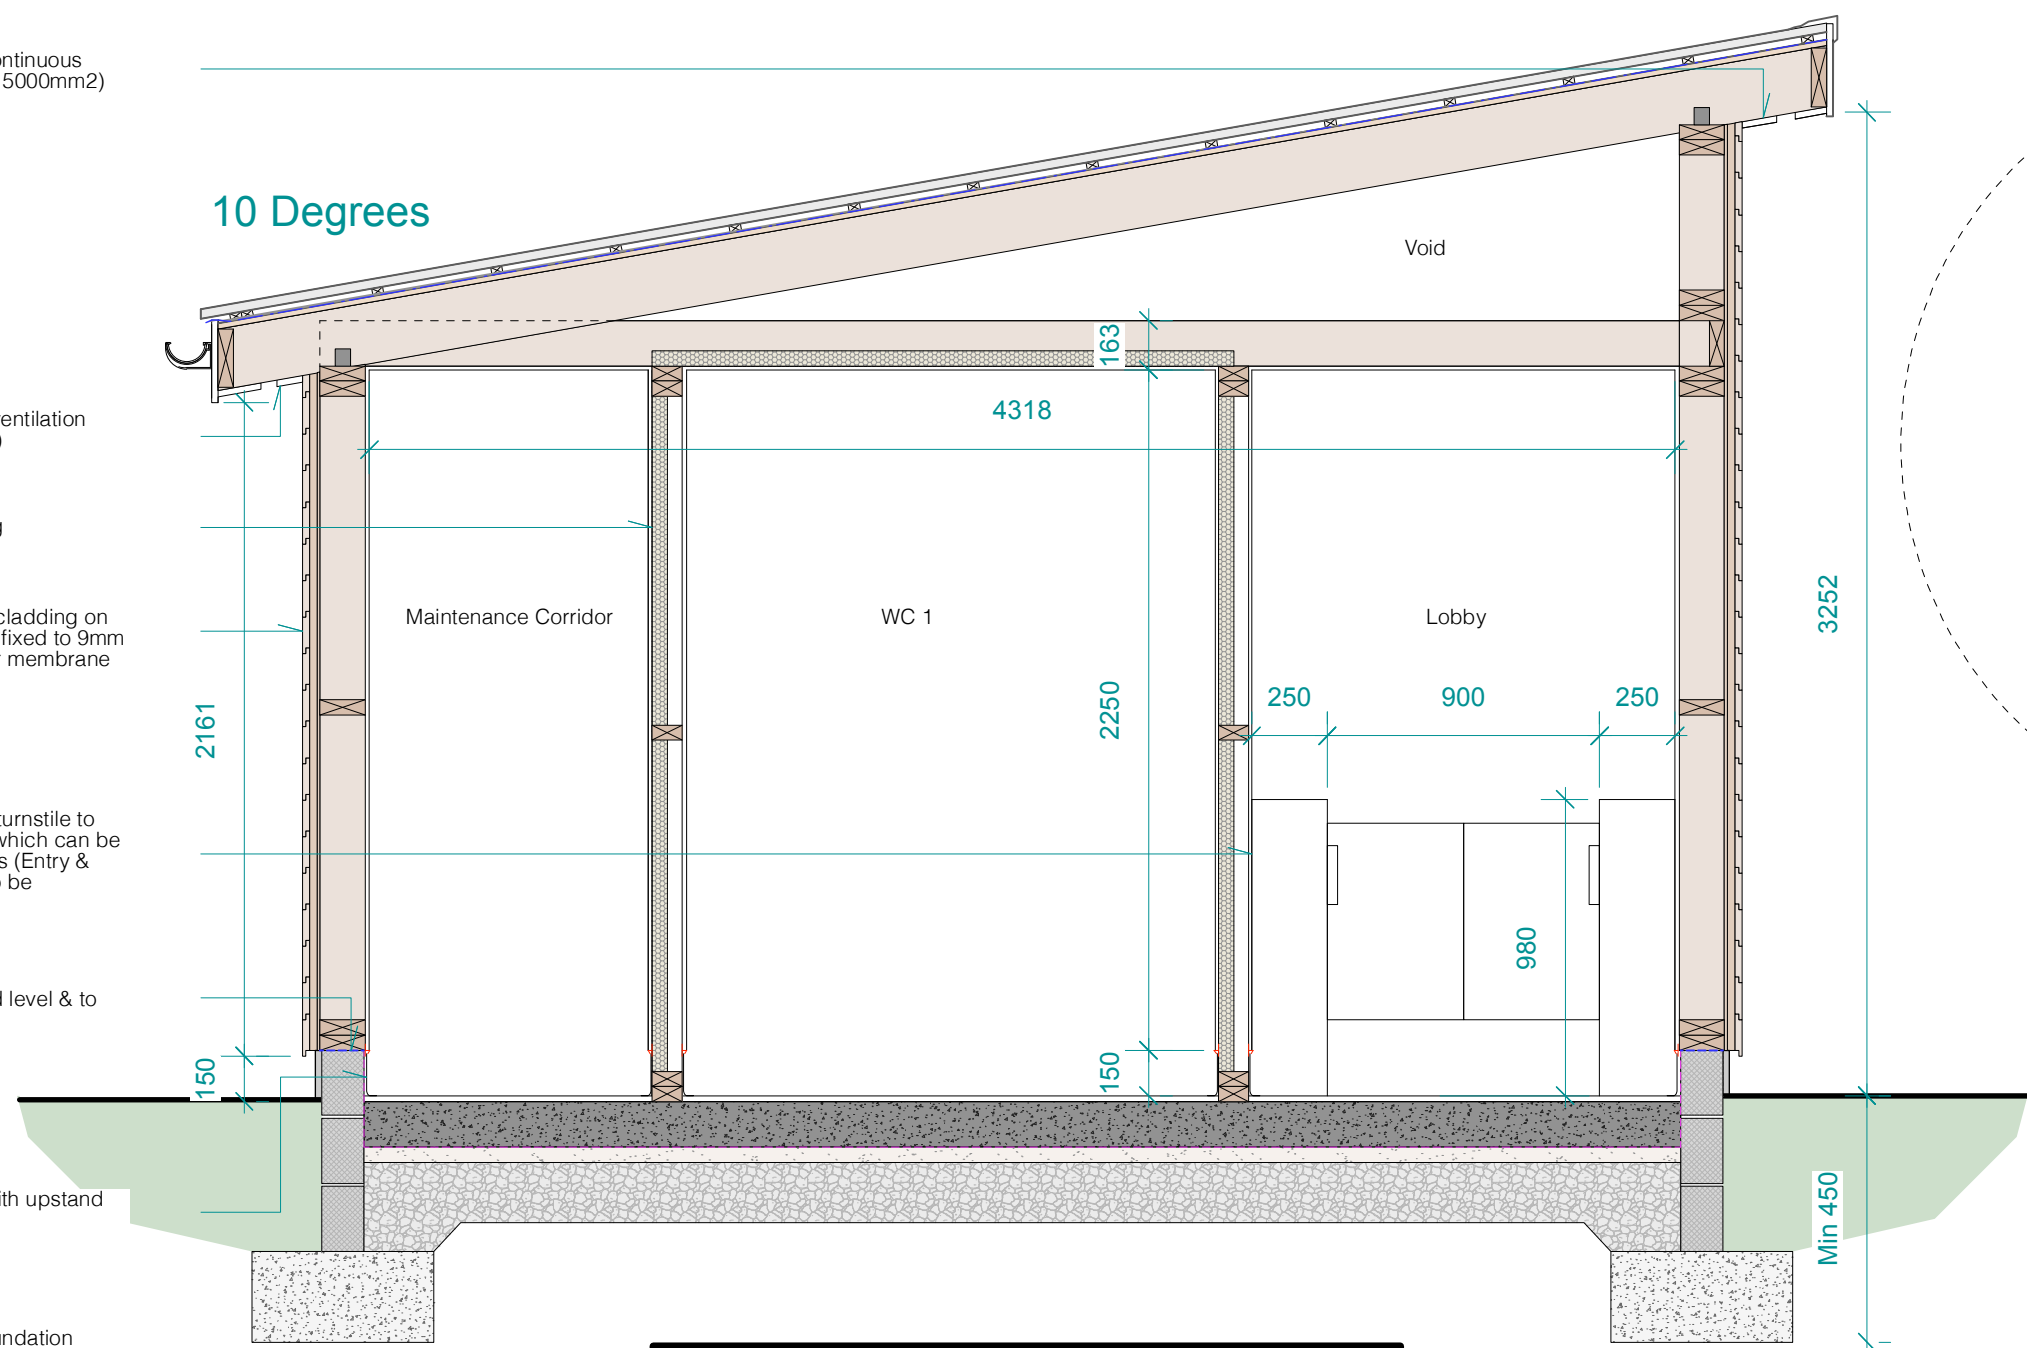 ntinuous
5000mm2)
10 Degrees
Void
163
entilation
)
4318
g
cladding on
fixed to 9mm
r membrane
Maintenance Corridor
WC 1
Lobby
3252
250
900
250
2161
2250
turnstile to
which can be
s (Entry &
o be
980
d level & to
150
150
ith upstand
Min 450
undation